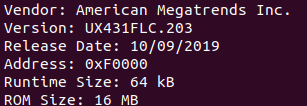 Vendor: American Megatrends Inc.
Version: UX431FLC.203
Release Date: 10/09/2019
Address: 0xF0000
Runtime Size: 64 kB
ROM Size: 16 MB